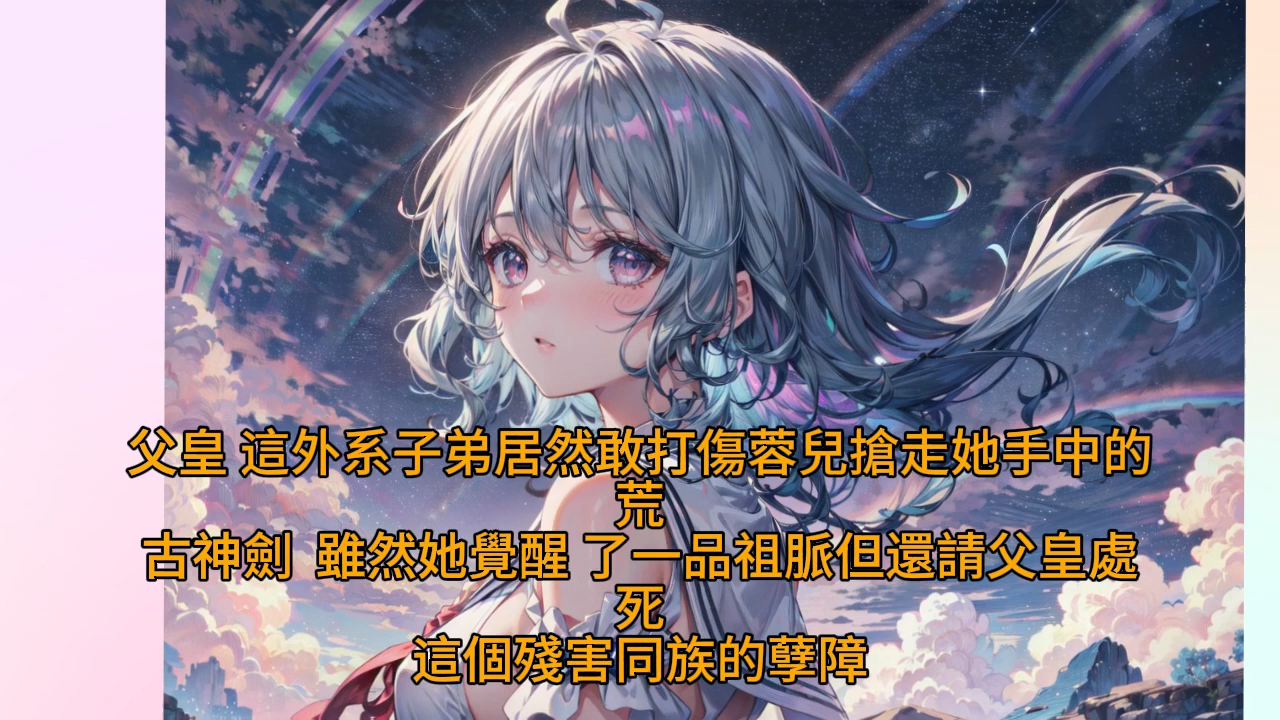 父皇 這外系子弟居然敢打傷蓉兒搶走她手中的
荒
古神劍 雖然她覺醒 了一品祖脈但還請父皇處
死
這個殘害同族的孽障